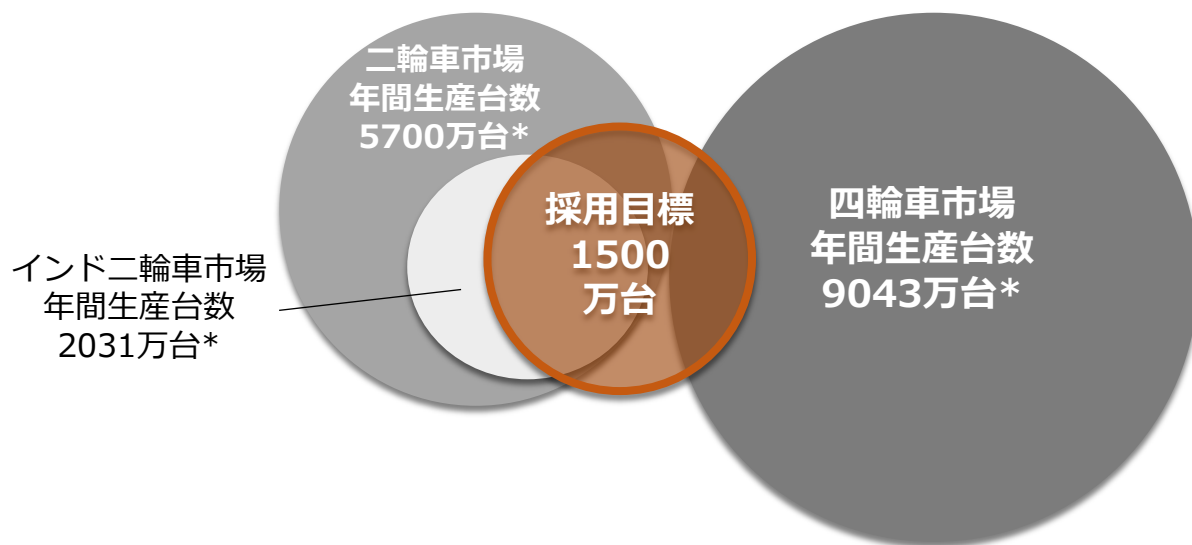 二輪車市場
年間生産台数
5700万台*
採用目標
1500
万台
四輪車市場
年間生産台数
9043万台*
インド二輪車市場
年間生産台数
2031万台*